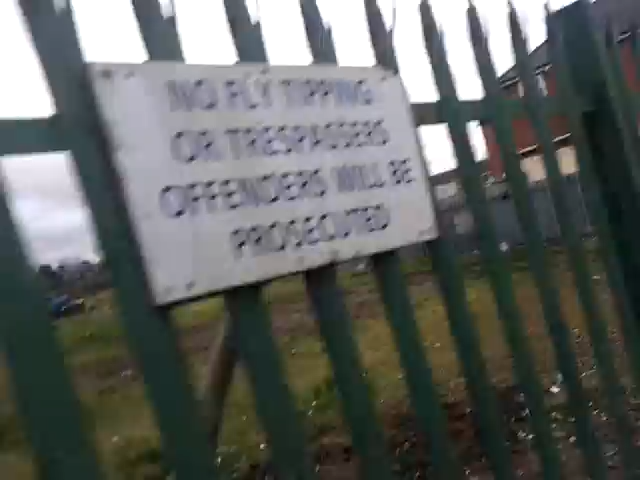 NO FLY TIPPING
OR TRESPASSERS
OFFENDERS WILL BE
PROSECUTED